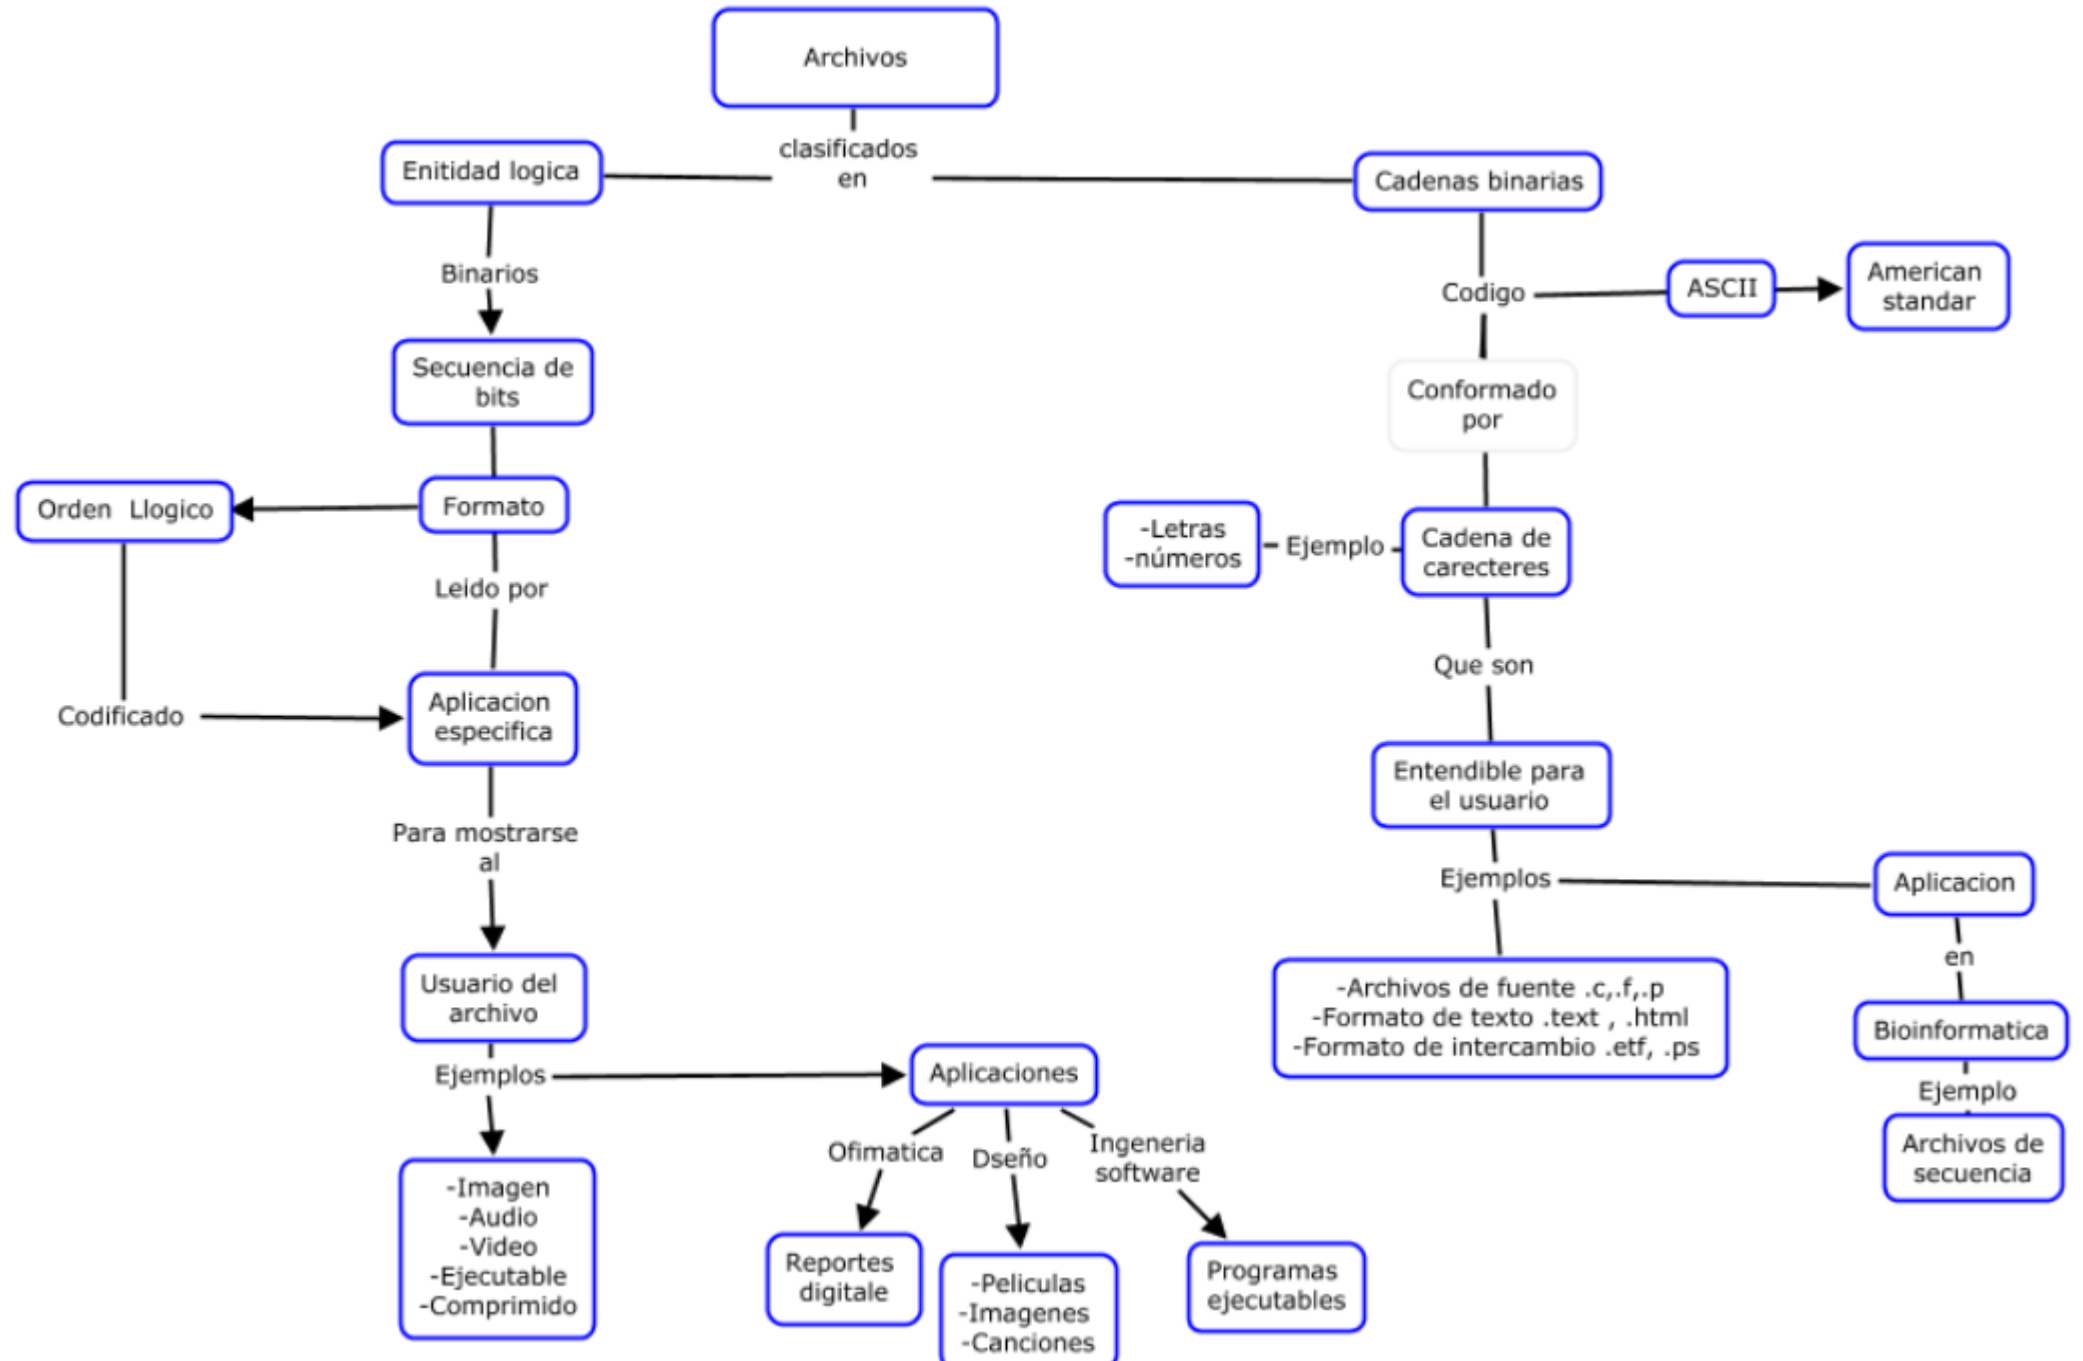 Archivos
clasificados
en
Enitidad logica
Cadenas binarias
Binarios
Codigo
ASCII
American
standar
Secuencia de
bits
Conformado
por
Orden  Llogico
Formato
-Letras
-números
Ejemplo
Cadena de
carecteres
Leido por
Que son
Codificado
Aplicacion
especifica
Entendible para
el usuario
Para mostrarse
al
Ejemplos
Aplicacion
en
Usuario del
archivo
-Archivos de fuente .c,.f,.p
-Formato de texto .text , .html
-Formato de intercambio .etf, .ps
Bioinformatica
Ejemplo
Archivos de
secuencia
Ejemplos
Aplicaciones
Ofimatica
Dseño
Ingeneria
software
-Imagen
-Audio
-Video
-Ejecutable
-Comprimido
Reportes
digitale
-Peliculas
-Imagenes
-Canciones
Programas
ejecutables